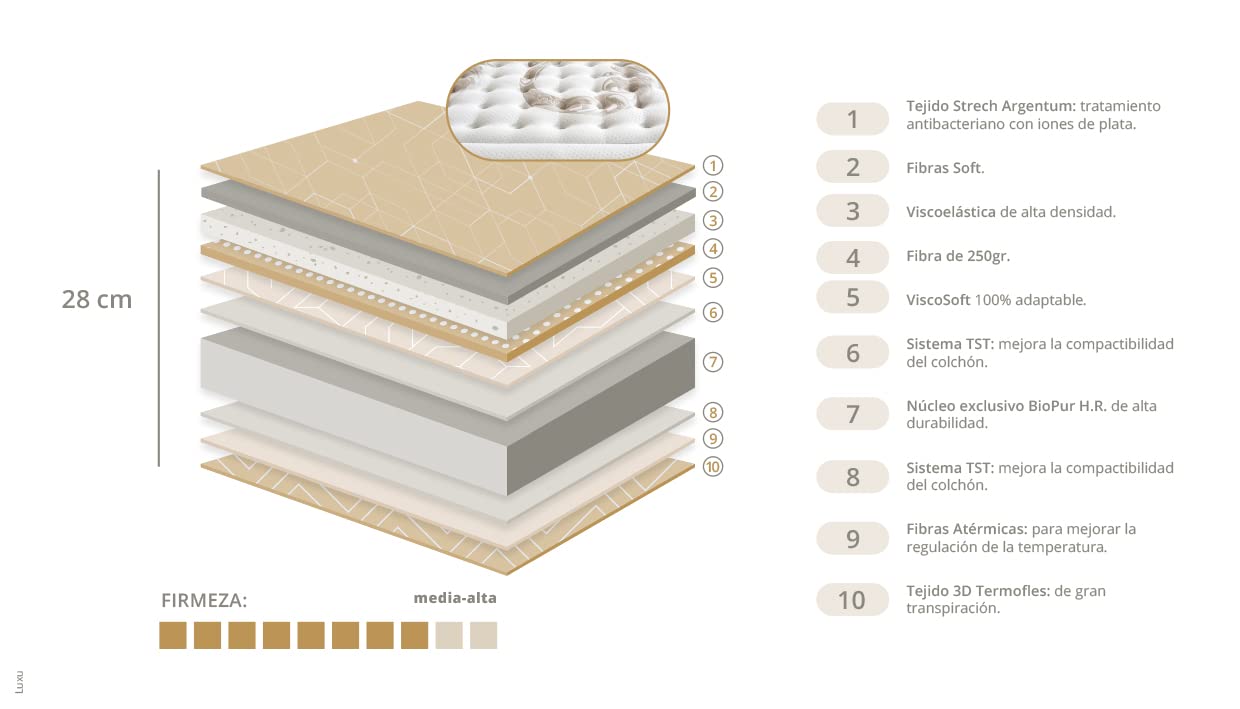 28 cm
1
2
3
4
5
6
7
8
9
10
1
Tejido Strech Argentum: tratamiento
antibacteriano con iones de plata.
2
Fibras Soft.
3
Viscoelástica de alta densidad.
4
Fibra de 250gr.
5
ViscoSoft 100% adaptable.
6
Sistema TST: mejora la compactibilidad
del colchón.
7
Núcleo exclusivo BioPur H.R. de alta
durabilidad.
8
Sistema TST: mejora la compactibilidad
del colchón.
9
Fibras Atérmicas: para mejorar la
regulación de la temperatura.
10
Tejido 3D Termofles: de gran
transpiración.
FIRMEZA:
media-alta
Luxu